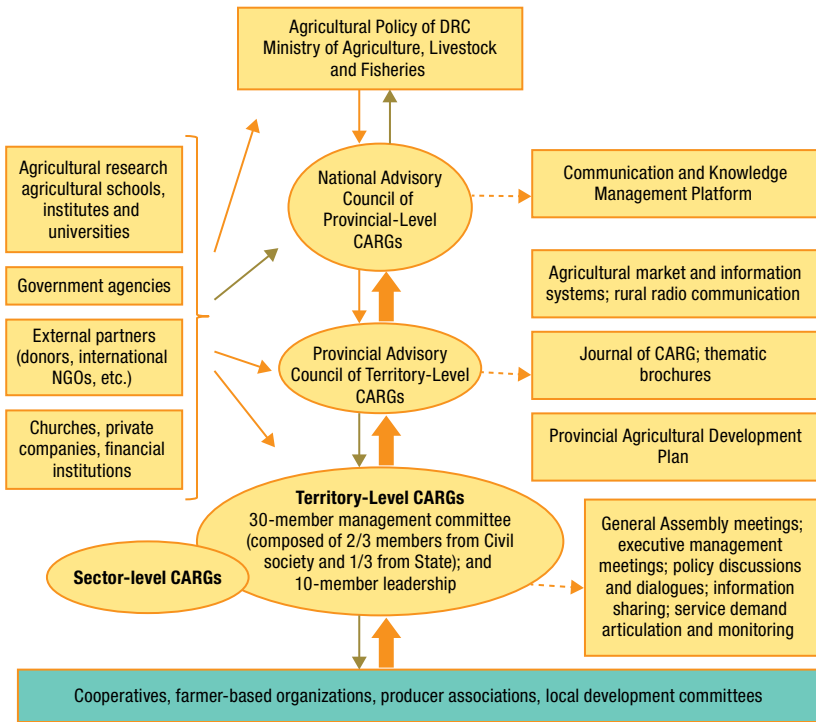 Agricultural Policy of DRC
Ministry of Agriculture, Livestock
and Fisheries
Agricultural research
agricultural schools,
institutes and
universities
Government agencies
External partners
(donors, international
NGOs, etc.)
Churches, private
companies, financial
institutions
National Advisory
Council of
Provincial-Level
CARGs
Communication and Knowledge
Management Platform
Agricultural market and information
systems; rural radio communication
Provincial Advisory
Council of Territory-Level
CARGs
Journal of CARG; thematic
brochures
Provincial Agricultural Development
Plan
Territory-Level CARGs
30-member management committee
(composed of 2/3 members from Civil
society and 1/3 from State); and
10-member leadership
Sector-level CARGs
General Assembly meetings;
executive management
meetings; policy discussions
and dialogues; information
sharing; service demand
articulation and monitoring
Cooperatives, farmer-based organizations, producer associations, local development committees